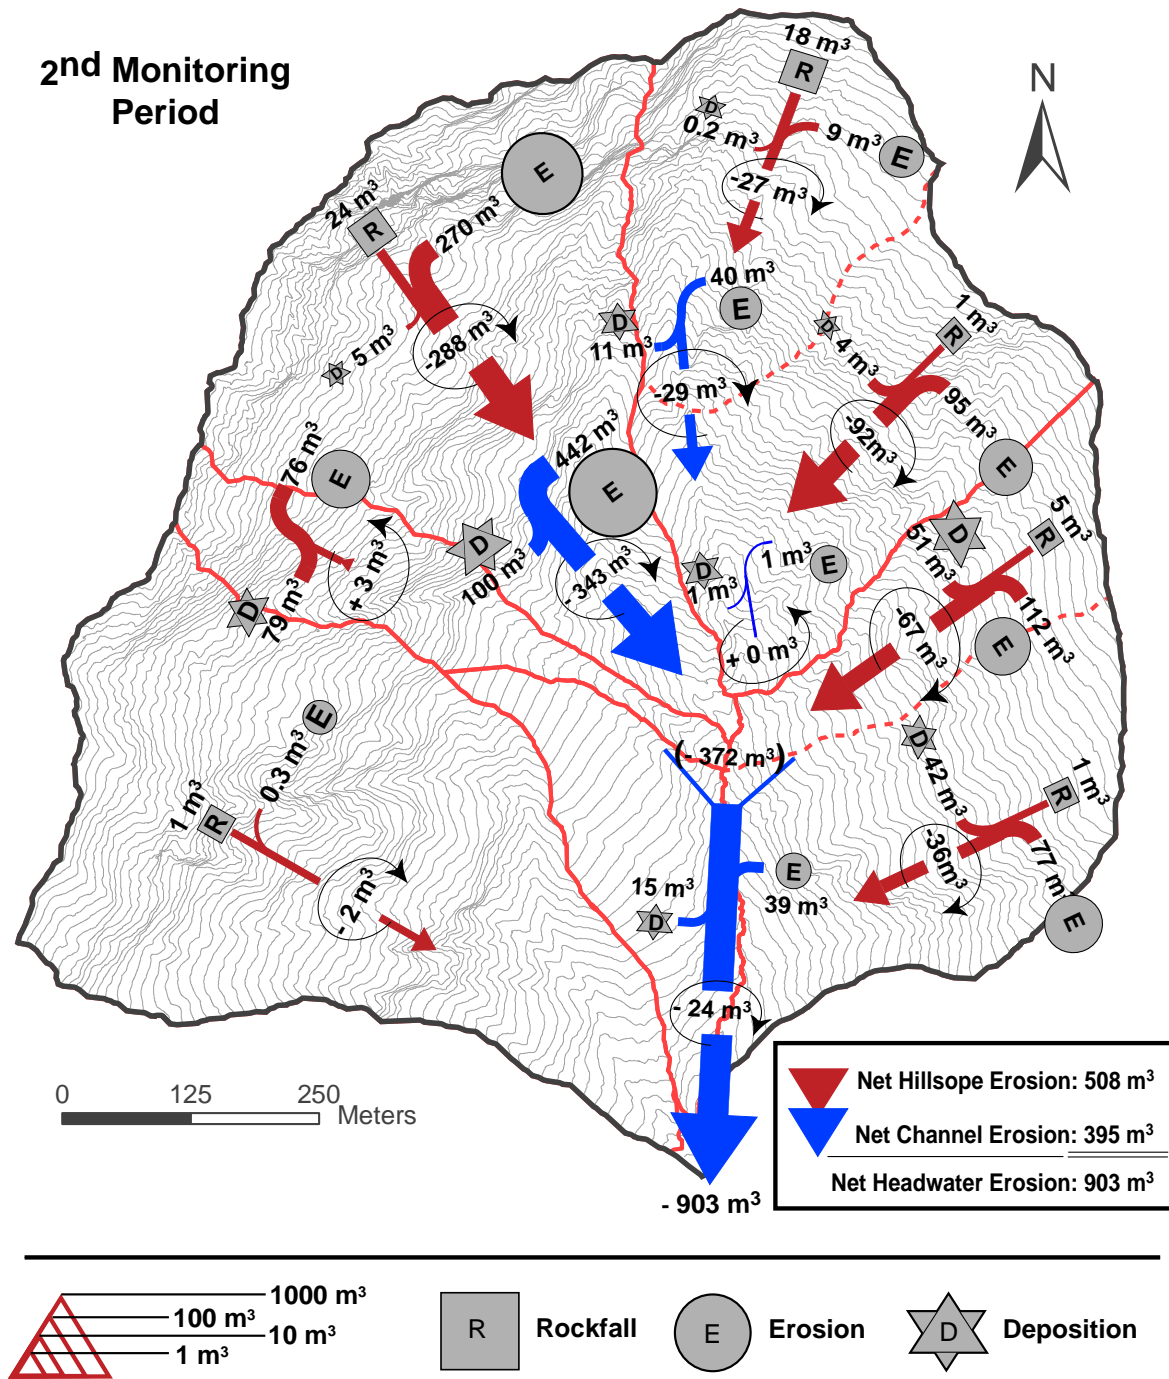 2nd Monitoring
Period
N
18 m³
R
D
0.2 m³
9 m³
E
-27 m³
E
24 m³
R
270 m³
5 m³
D
-288 m³
40 m³
E
D
11 m³
-29 m³
D
4 m³
1 m³
R
95 m³
-92m³
E
76 m³
E
442 m³
E
D
100 m³
-343 m³
+ 3 m³
D
79 m³
D
1 m³
1 m³
E
+ 0 m³
D
51 m³
5 m³
R
112 m³
E
-67 m³
E
0.3 m³
1 m³
R
- 2 m³
(- 372 m³)
D
42 m³
1 m³
R
77 m³
-36m³
E
15 m³
D
E
39 m³
- 24 m³
- 903 m³
0 125 250
Meters
Net Hillsope Erosion: 508 m³
Net Channel Erosion: 395 m³
Net Headwater Erosion: 903 m³
1000 m³
100 m³
10 m³
1 m³
R Rockfall
E Erosion
D Deposition